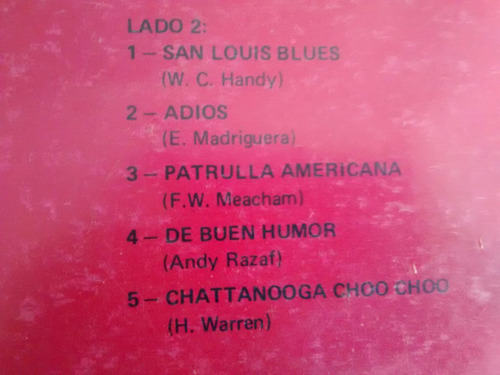 LADO 2:
1 – SAN LOUIS BLUES
(W. C. Handy)
2 – ADIOS
(E. Madriguera)
3 – PATRULLA AMERICANA
(F.W. Meacham)
4 – DE BUEN HUMOR
(Andy Razaf)
5 – CHATTANOOGA CHOO CHOO
(H. Warren)